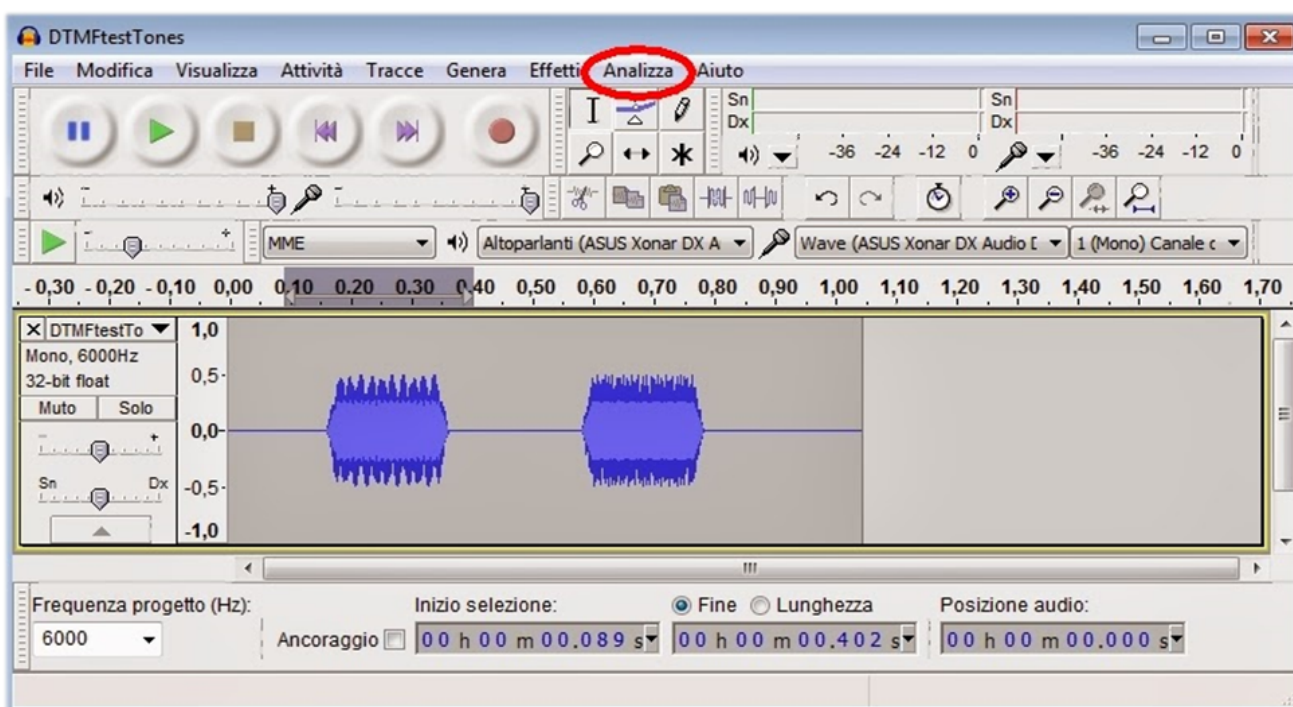 DTMFtestTones
File Modifica Visualizza Attività Tracce Genera Effetti Analizza Aiuto
Sn Sn
Dx Dx
-36 -24 -12 0 -36 -24 -12 0
- +
- +
- + MME Altoparlanti (ASUS Xonar DX A Wave (ASUS Xonar DX Audio 1 (Mono) Canale c
- 0,30 - 0,20 - 0,10 0,00 0,10 0,20 0,30 0,40 0,50 0,60 0,70 0,80 0,90 1,00 1,10 1,20 1,30 1,40 1,50 1,60 1,70
X DTMFtestTo 1,0
Mono, 6000Hz
32-bit float 0,5-
Muto Solo
- + 0,0-
Sn Dx -0,5-
-1,0
Frequenza progetto (Hz): Inizio selezione: Fine Lunghezza Posizione audio:
6000 Ancoraggio 00 h 00 m 00.089 s 00 h 00 m 00.402 s 00 h 00 m 00.000 s